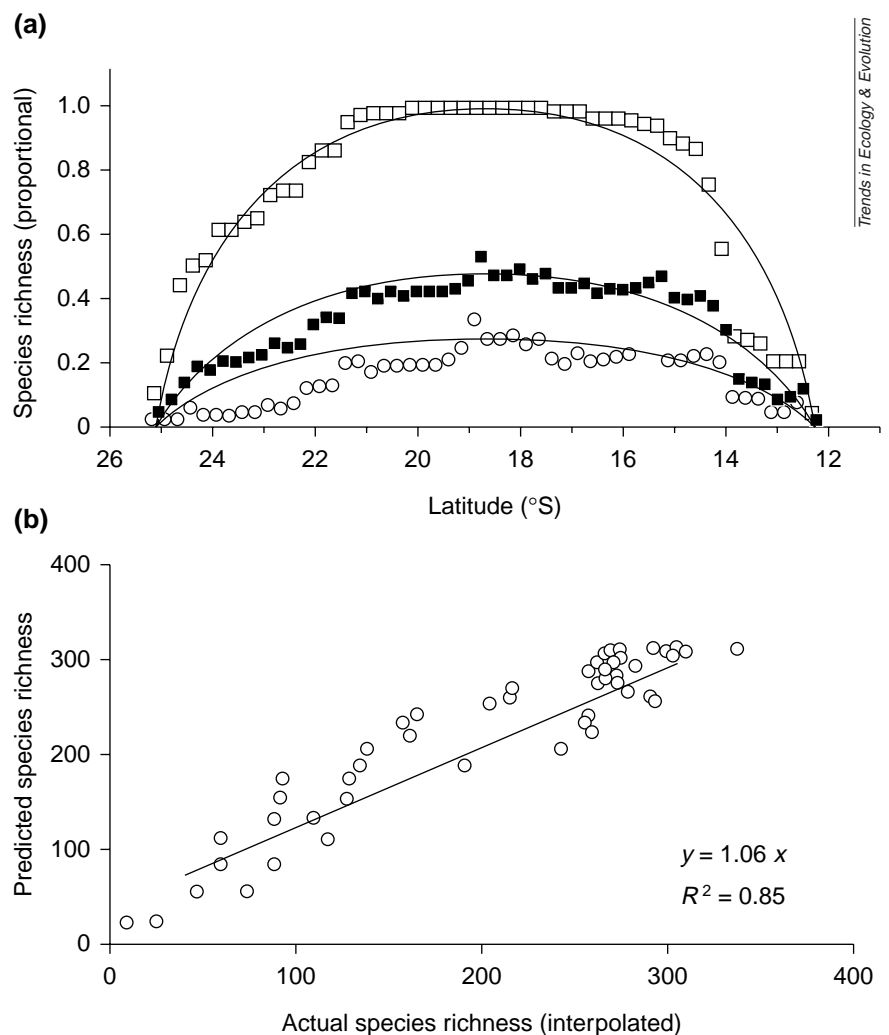 (a)
Trends in Ecology & Evolution
Species richness (proportional)
1.0
0.8
0.6
0.4
0.2
0
26 24 22 20 18 16 14 12
Latitude (°S)
(b)
Predicted species richness
400
300
200
100
0
y = 1.06 x
R² = 0.85
0 100 200 300 400
Actual species richness (interpolated)